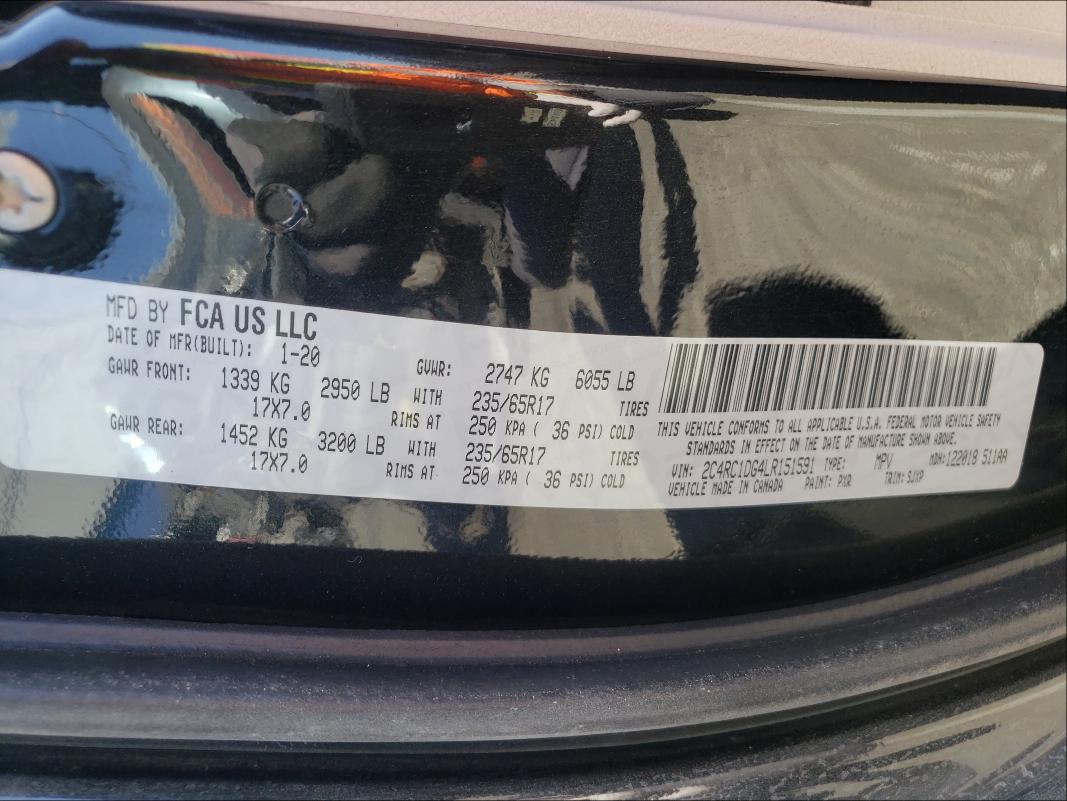 MFD BY FCA US LLC
DATE OF MFR(BUILT): 1-20
GVWR: 2747 KG 6055 LB
GAWR FRONT: 1339 KG 2950 LB WITH 235/65R17 TIRES
17X7.0 RIMS AT 250 KPA ( 36 PSI) COLD
GAWR REAR: 1452 KG 3200 LB WITH 235/65R17 TIRES
17X7.0 RIMS AT 250 KPA ( 36 PSI) COLD
THIS VEHICLE CONFORMS TO ALL APPLICABLE U.S.A. FEDERAL MOTOR VEHICLE SAFETY
STANDARDS IN EFFECT ON THE DATE OF MANUFACTURE SHOWN ABOVE.
VIN: 2C4RC1DG4LR151591 TYPE: MPV MDH:122018 511AA
VEHICLE MADE IN CANADA PAINT: PXR TRIM: